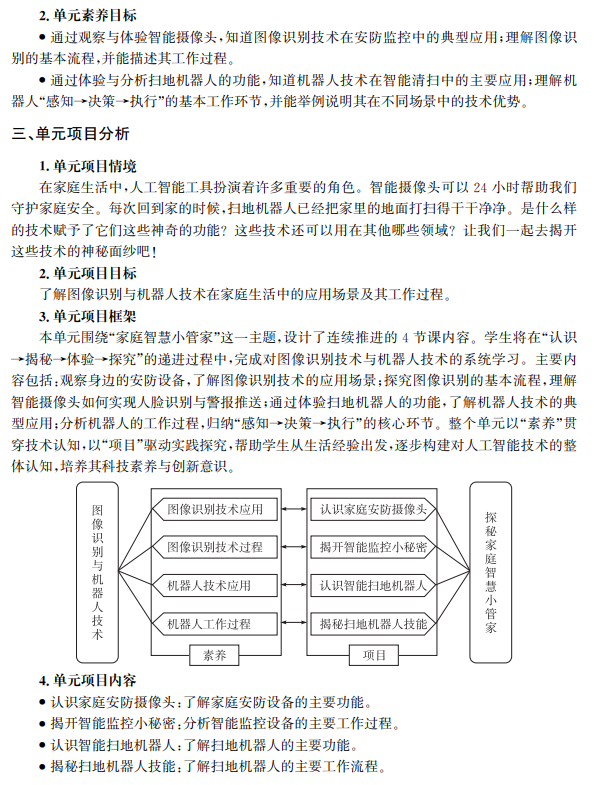 2. 单元素养目标
● 通过观察与体验智能摄像头,知道图像识别技术在安防监控中的典型应用;理解图像识
别的基本流程,并能描述其工作过程。
● 通过体验与分析扫地机器人的功能,知道机器人技术在智能清扫中的主要应用;理解机
器人“感知→决策→执行”的基本工作环节,并能举例说明其在不同场景中的技术优势。
三、单元项目分析
1. 单元项目情境
在家庭生活中,人工智能工具扮演着许多重要的角色。智能摄像头可以 24 小时帮助我们
守护家庭安全。每次回到家的时候,扫地机器人已经把家里的地面打扫得干干净净。是什么样
的技术赋予了它们这些神奇的功能?这些技术还可以用在其他哪些领域?让我们一起去揭开
这些技术的神秘面纱吧!
2. 单元项目目标
了解图像识别与机器人技术在家庭生活中的应用场景及其工作过程。
3. 单元项目框架
本单元围绕“家庭智慧小管家”这一主题,设计了连续推进的 4 节课内容。学生将在“认识
→揭秘→体验→探究”的递进过程中,完成对图像识别技术与机器人技术的系统学习。主要内
容包括:观察身边的安防设备,了解图像识别技术的应用场景;探究图像识别的基本流程,理解
智能摄像头如何实现人脸识别与警报推送;通过体验扫地机器人的功能,了解机器人技术的典
型应用;分析机器人的工作过程,归纳“感知→决策→执行”的核心环节。整个单元以“素养”贯
穿技术认知,以“项目”驱动实践探究,帮助学生从生活经验出发,逐步构建对人工智能技术的整
体认知,培养其科技素养与创新意识。
图像识别与机器人技术
图像识别技术应用
图像识别技术过程
机器人技术应用
机器人工作过程
素养
认识家庭安防摄像头
揭开智能监控小秘密
认识智能扫地机器人
揭秘扫地机器人技能
项目
探秘家庭智慧小管家
4. 单元项目内容
● 认识家庭安防摄像头:了解家庭安防设备的主要功能。
● 揭开智能监控小秘密:分析智能监控设备的主要工作过程。
● 认识智能扫地机器人:了解扫地机器人的主要功能。
● 揭秘扫地机器人技能:了解扫地机器人的主要工作流程。